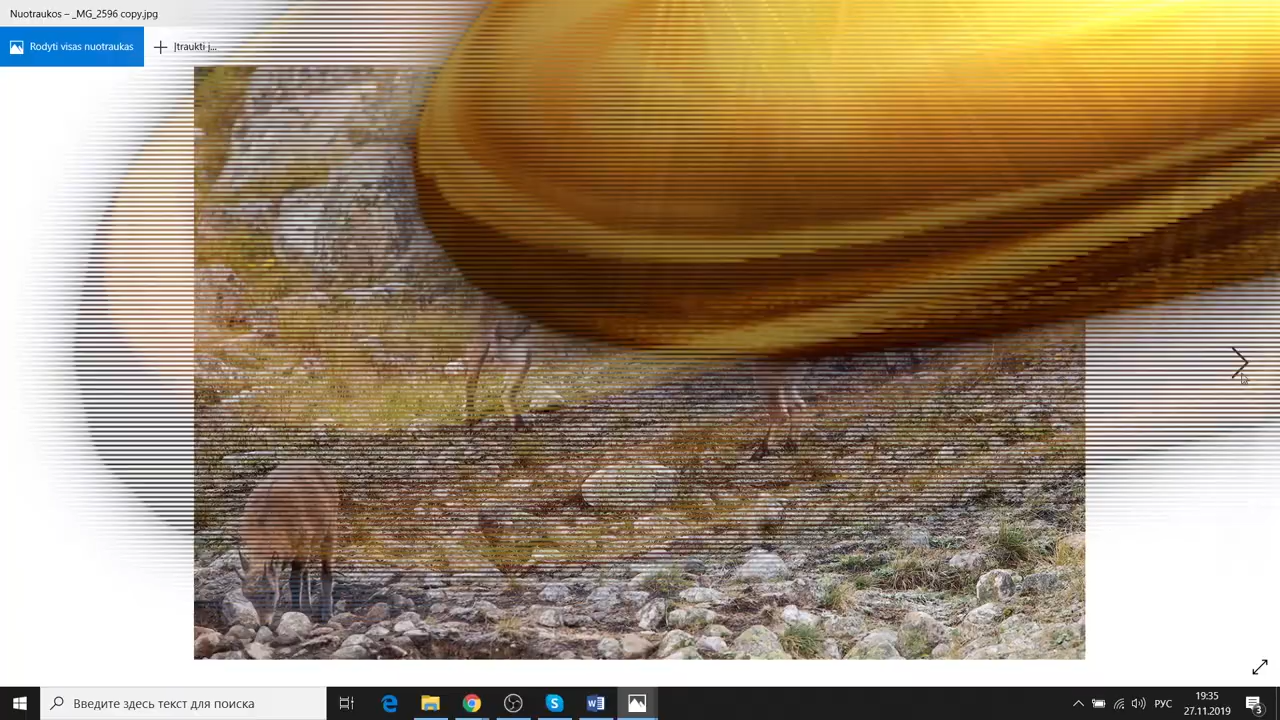 Nuotraukos – _MG_2596 copy.jpg
Rodyti visas nuotraukas
Įtraukti į...
Введите здесь текст для поиска
РУС
19:35
27.11.2019
3